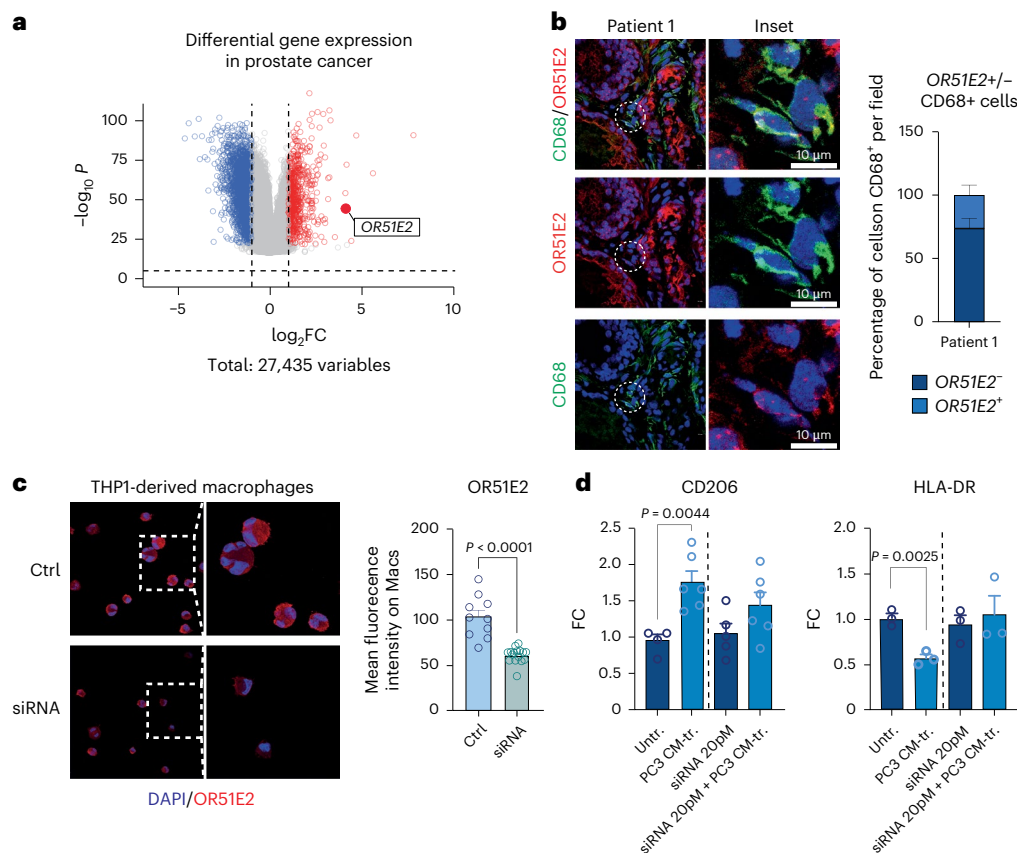 a
Differential gene expression
in prostate cancer
100
75
50
25
0
−log10 P
OR51E2
−5
0
5
10
log2FC
Total: 27,435 variables
b
Patient 1
Inset
CD68/OR51E2
10 µm
OR51E2
10 µm
CD68
10 µm
OR51E2+/−
CD68+ cells
150
100
50
0
Percentage of cellson CD68+ per field
Patient 1
OR51E2−
OR51E2+
c
THP1-derived macrophages
Ctrl
siRNA
DAPI/OR51E2
OR51E2
200
150
100
50
0
P < 0.0001
Mean fluorefcence
intensity on Macs
Ctrl
siRNA
d
CD206
P = 0.0044
2.5
2.0
1.5
1.0
0.5
0
FC
Untr.
PC3 CM-tr.
siRNA 20pM
siRNA 20pM + PC3 CM-tr.
HLA-DR
2.0
1.5
P = 0.0025
1.0
0.5
0
FC
Untr.
PC3 CM-tr.
siRNA 20pM
siRNA 20pM + PC3 CM-tr.